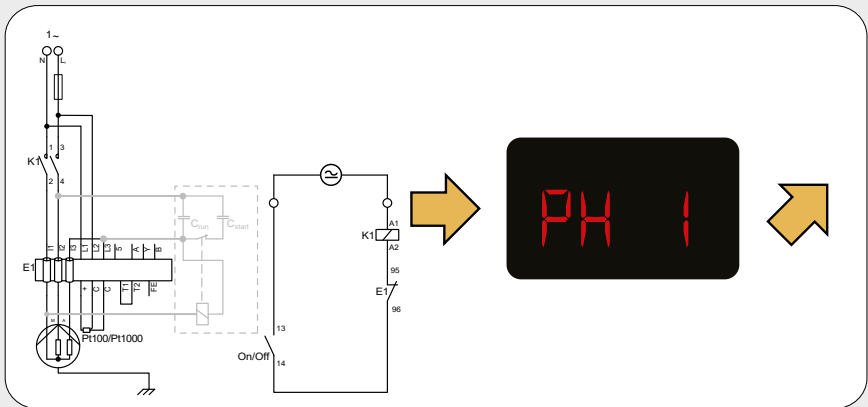 1~
N L
1 3
K1
2 4
Crun Cstart
I1 I2 I3 L1 L2 L3 5 A Y B
E1
+ C C T1 T2 FE
M A
Pt100/Pt1000
A1
K1
A2
95
E1
96
13
On/Off
14
PH 1